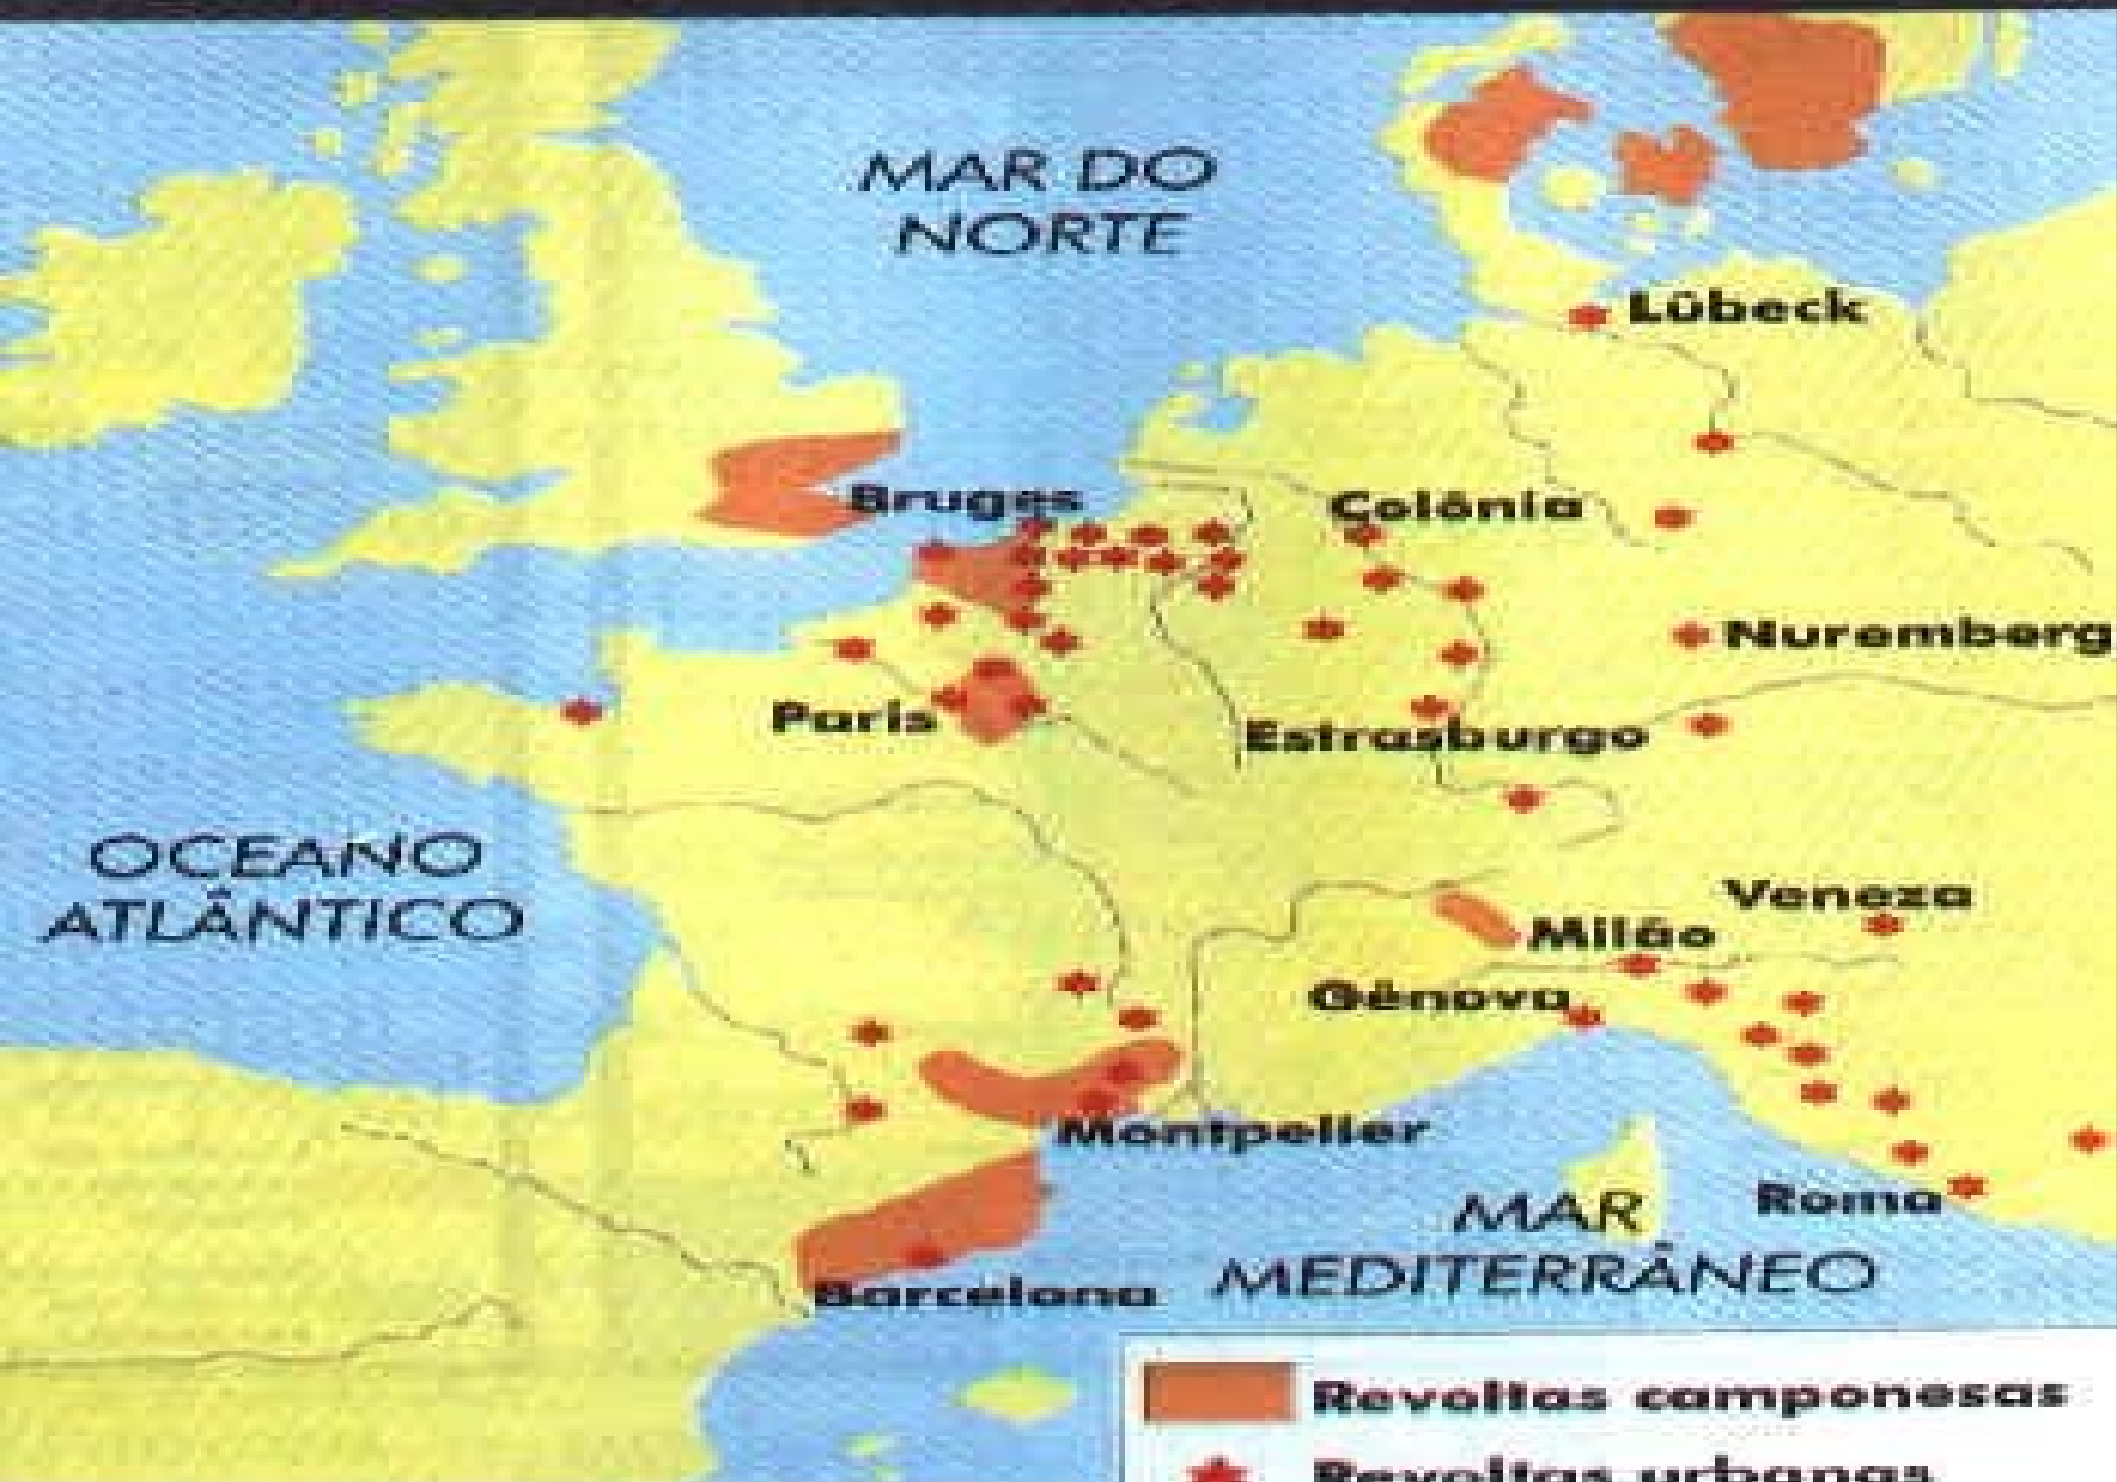 MAR DO
NORTE
Lübeck
Bruges
Colônia
Nuremberg
Paris
Estrasburgo
OCEANO
ATLÂNTICO
Veneza
Milão
Gênova
Montpelier
MAR
MEDITERRÂNEO
Roma
Barcelona
Revoltas camponesas
Revoltas urbanas